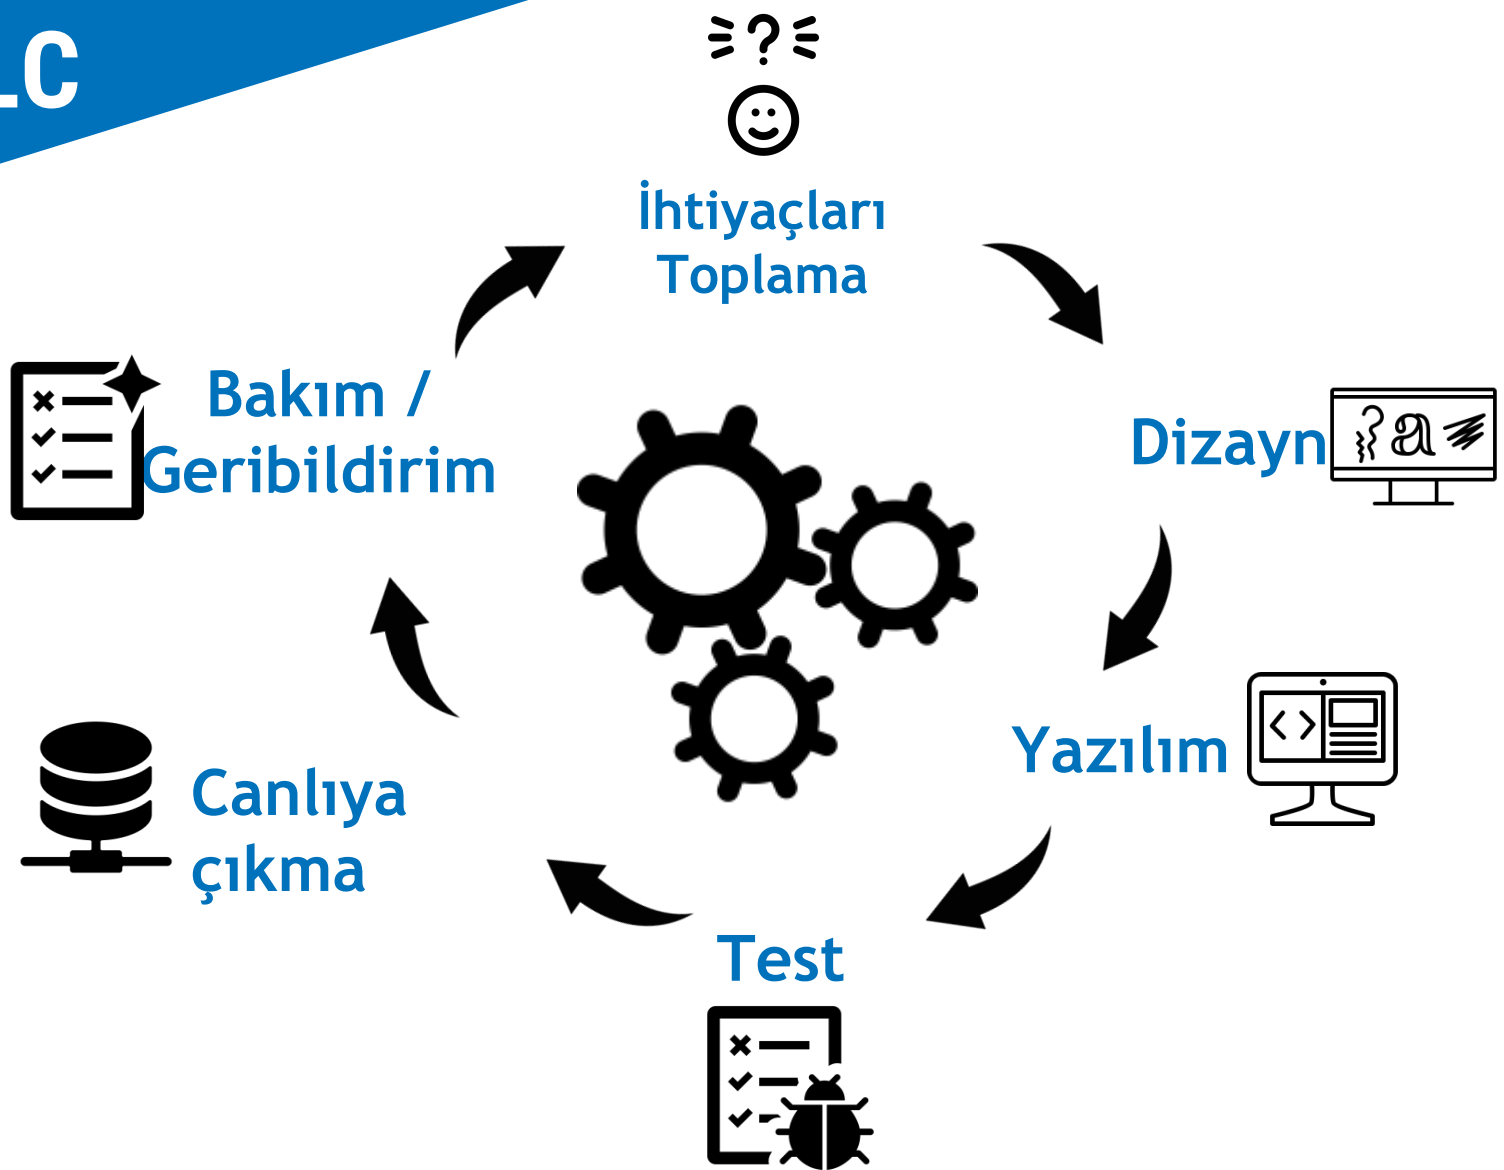 LC
İhtiyaçları
Toplama
Dizayn
Yazılım
Test
Canlıya
çıkma
Bakım /
Geribildirim